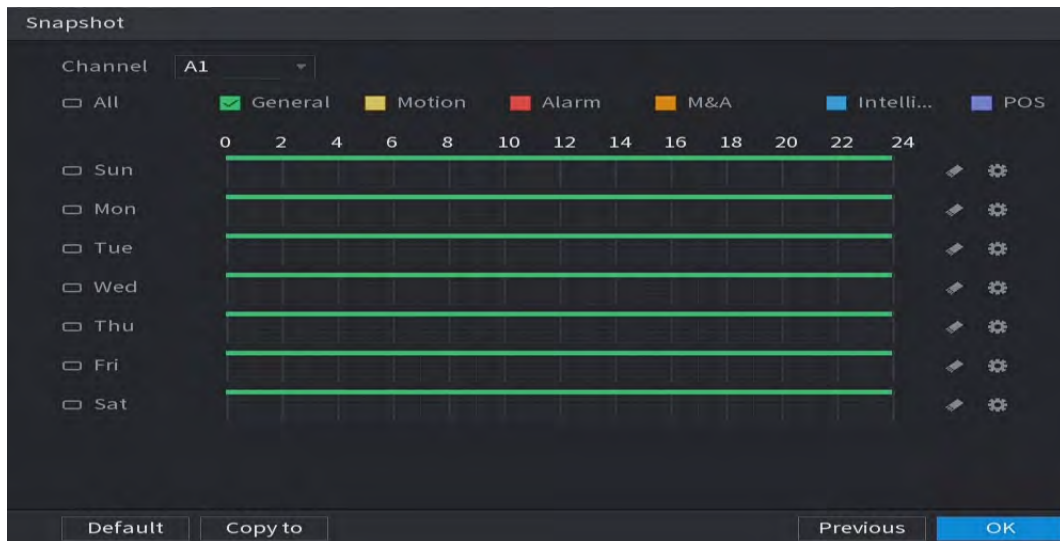 Snapshot
Channel A1
All General Motion Alarm M&A Intelli... POS
0 2 4 6 8 10 12 14 16 18 20 22 24
Sun
Mon
Tue
Wed
Thu
Fri
Sat
Default Copy to Previous OK